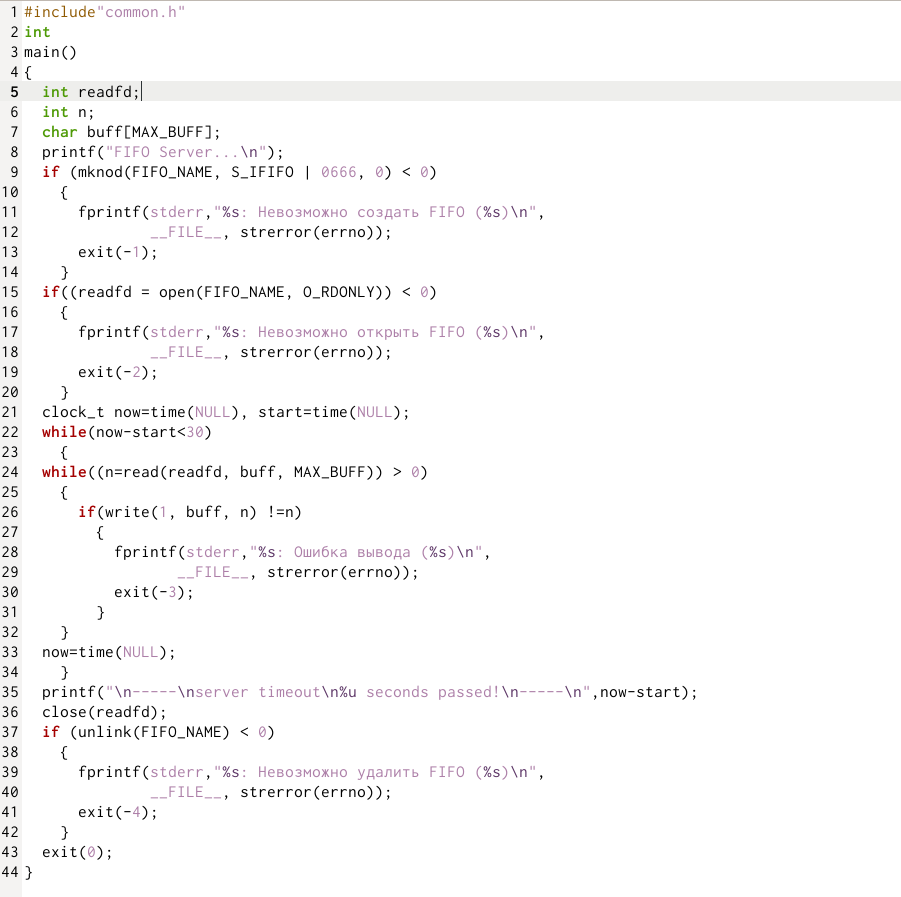 1 #include"common.h"
2 int
3 main()
4 {
5   int readfd;
6   int n;
7   char buff[MAX_BUFF];
8   printf("FIFO Server...\n");
9   if (mknod(FIFO_NAME, S_IFIFO | 0666, 0) < 0)
10     {
11       fprintf(stderr,"%s: Невозможно создать FIFO (%s)\n",
12               __FILE__, strerror(errno));
13       exit(-1);
14     }
15   if((readfd = open(FIFO_NAME, O_RDONLY)) < 0)
16     {
17       fprintf(stderr,"%s: Невозможно открыть FIFO (%s)\n",
18               __FILE__, strerror(errno));
19       exit(-2);
20     }
21   clock_t now=time(NULL), start=time(NULL);
22   while(now-start<30)
23     {
24   while((n=read(readfd, buff, MAX_BUFF)) > 0)
25     {
26       if(write(1, buff, n) !=n)
27         {
28           fprintf(stderr,"%s: Ошибка вывода (%s)\n",
29                  __FILE__, strerror(errno));
30           exit(-3);
31         }
32     }
33   now=time(NULL);
34     }
35   printf("\n-----\nserver timeout\n%u seconds passed!\n-----\n",now-start);
36   close(readfd);
37   if (unlink(FIFO_NAME) < 0)
38     {
39       fprintf(stderr,"%s: Невозможно удалить FIFO (%s)\n",
40               __FILE__, strerror(errno));
41       exit(-4);
42     }
43   exit(0);
44 }